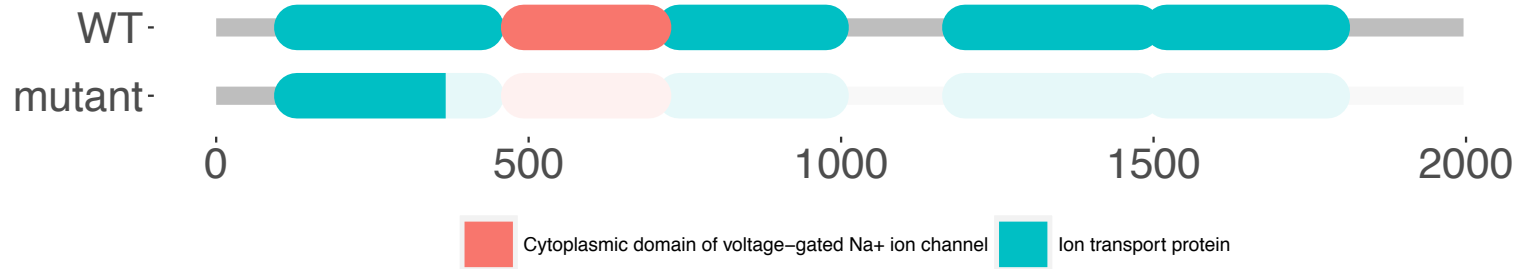 WT
mutant
0 500 1000 1500 2000
Cytoplasmic domain of voltage−gated Na+ ion channel Ion transport protein